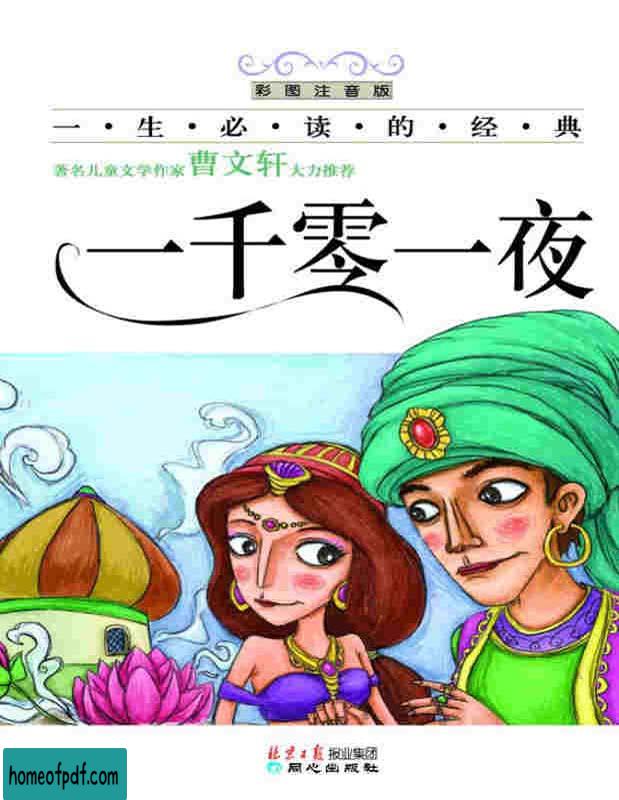 彩图注音版
一·生·必·读·的·经·典
著名儿童文学作家曹文轩大力推荐
一千零一夜
北京日报报业集团
同心出版社
homeofpdf.com